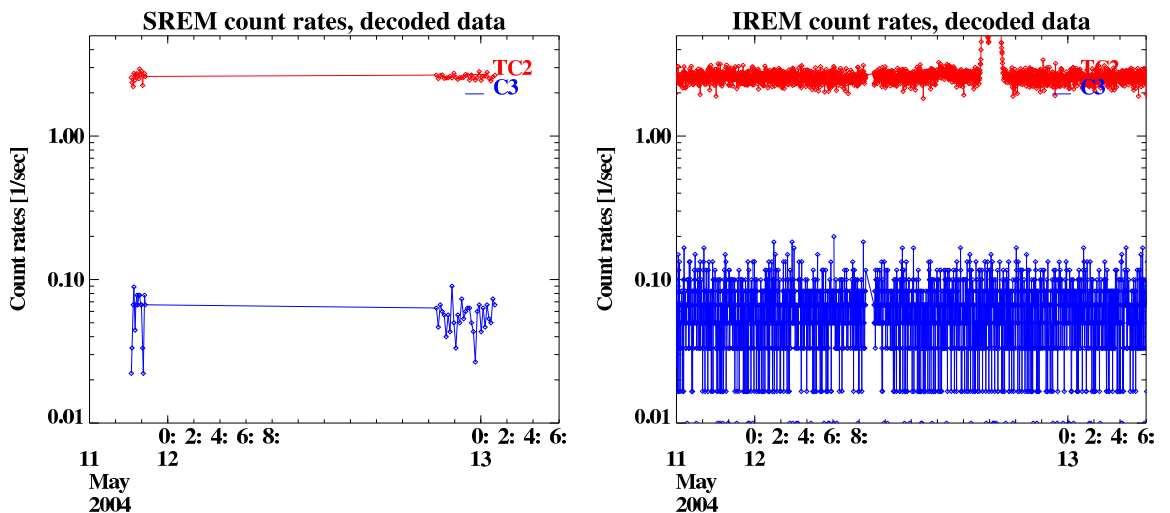 SREM count rates, decoded data
Count rates [1/sec]
1.00
0.10
0.01
TC2
C3
0: 2: 4: 6: 8:
0: 2: 4: 6:
11
12
13
May
2004
IREM count rates, decoded data
Count rates [1/sec]
1.00
0.10
0.01
TC2
C3
0: 2: 4: 6: 8:
0: 2: 4: 6:
11
12
13
May
2004